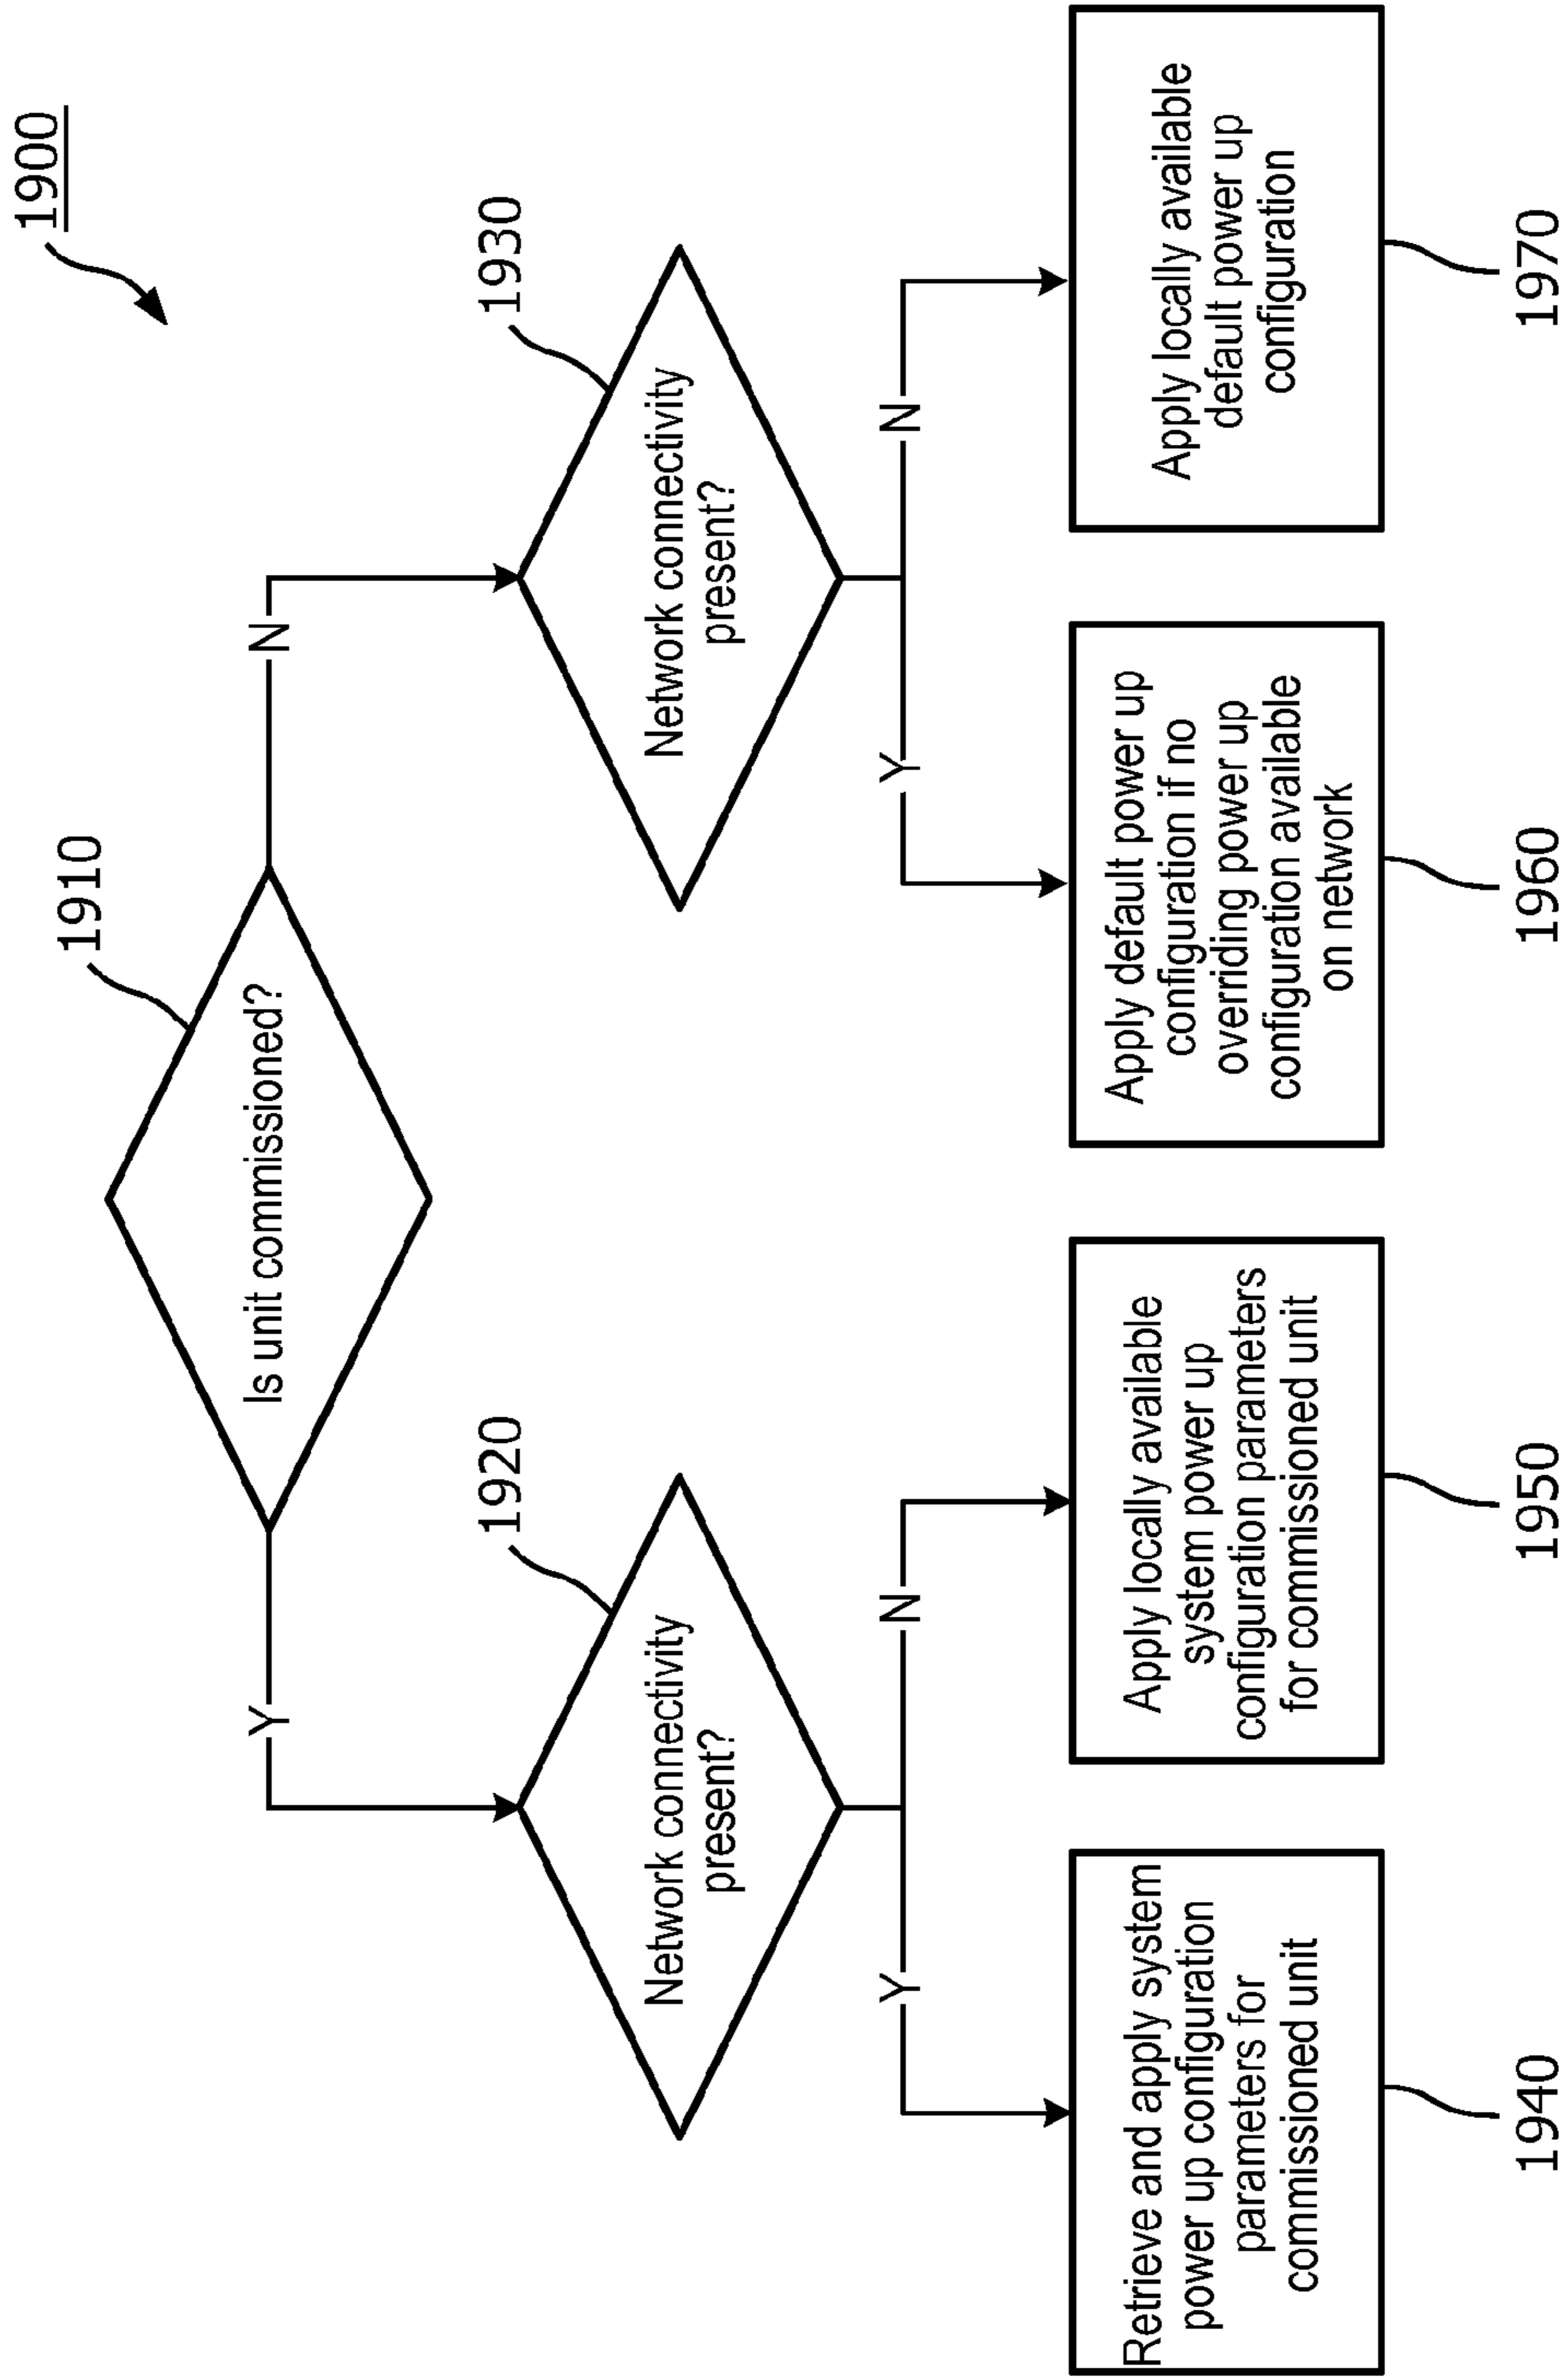 1900
1910
Is unit commissioned?
Y
N
1920
Network connectivity
present?
1930
Network connectivity
present?
Y
N
Y
N
Retrieve and apply system
power up configuration
parameters for
commissioned unit
Apply locally available
system power up
configuration parameters
for commissioned unit
Apply default power up
configuration if no
overriding power up
configuration available
on network
Apply locally available
default power up
configuration
1940
1950
1960
1970